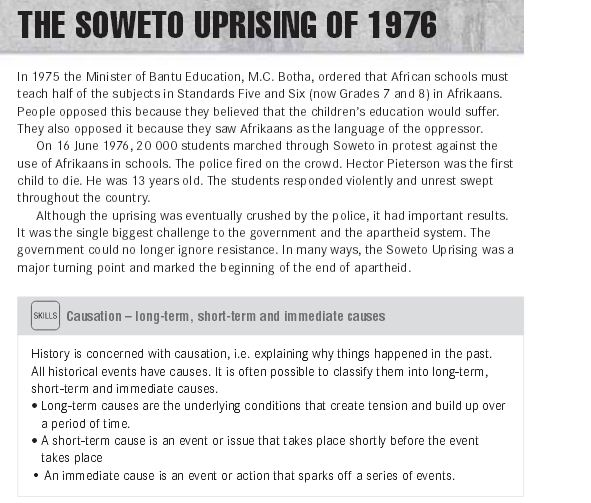 THE SOWETO UPRISING OF 1976
In 1975 the Minister of Bantu Education, M.C. Botha, ordered that African schools must
teach half of the subjects in Standards Five and Six (now Grades 7 and 8) in Afrikaans.
People opposed this because they believed that the children's education would suffer.
They also opposed it because they saw Afrikaans as the language of the oppressor.
On 16 June 1976, 20 000 students marched through Soweto in protest against the
use of Afrikaans in schools. The police fired on the crowd. Hector Pieterson was the first
child to die. He was 13 years old. The students responded violently and unrest swept
throughout the country.
Although the uprising was eventually crushed by the police, it had important results.
It was the single biggest challenge to the government and the apartheid system. The
government could no longer ignore resistance. In many ways, the Soweto Uprising was a
major turning point and marked the beginning of the end of apartheid.
SKILLS Causation – long-term, short-term and immediate causes
History is concerned with causation, i.e. explaining why things happened in the past.
All historical events have causes. It is often possible to classify them into long-term,
short-term and immediate causes.
• Long-term causes are the underlying conditions that create tension and build up over
a period of time.
• A short-term cause is an event or issue that takes place shortly before the event
takes place
• An immediate cause is an event or action that sparks off a series of events.